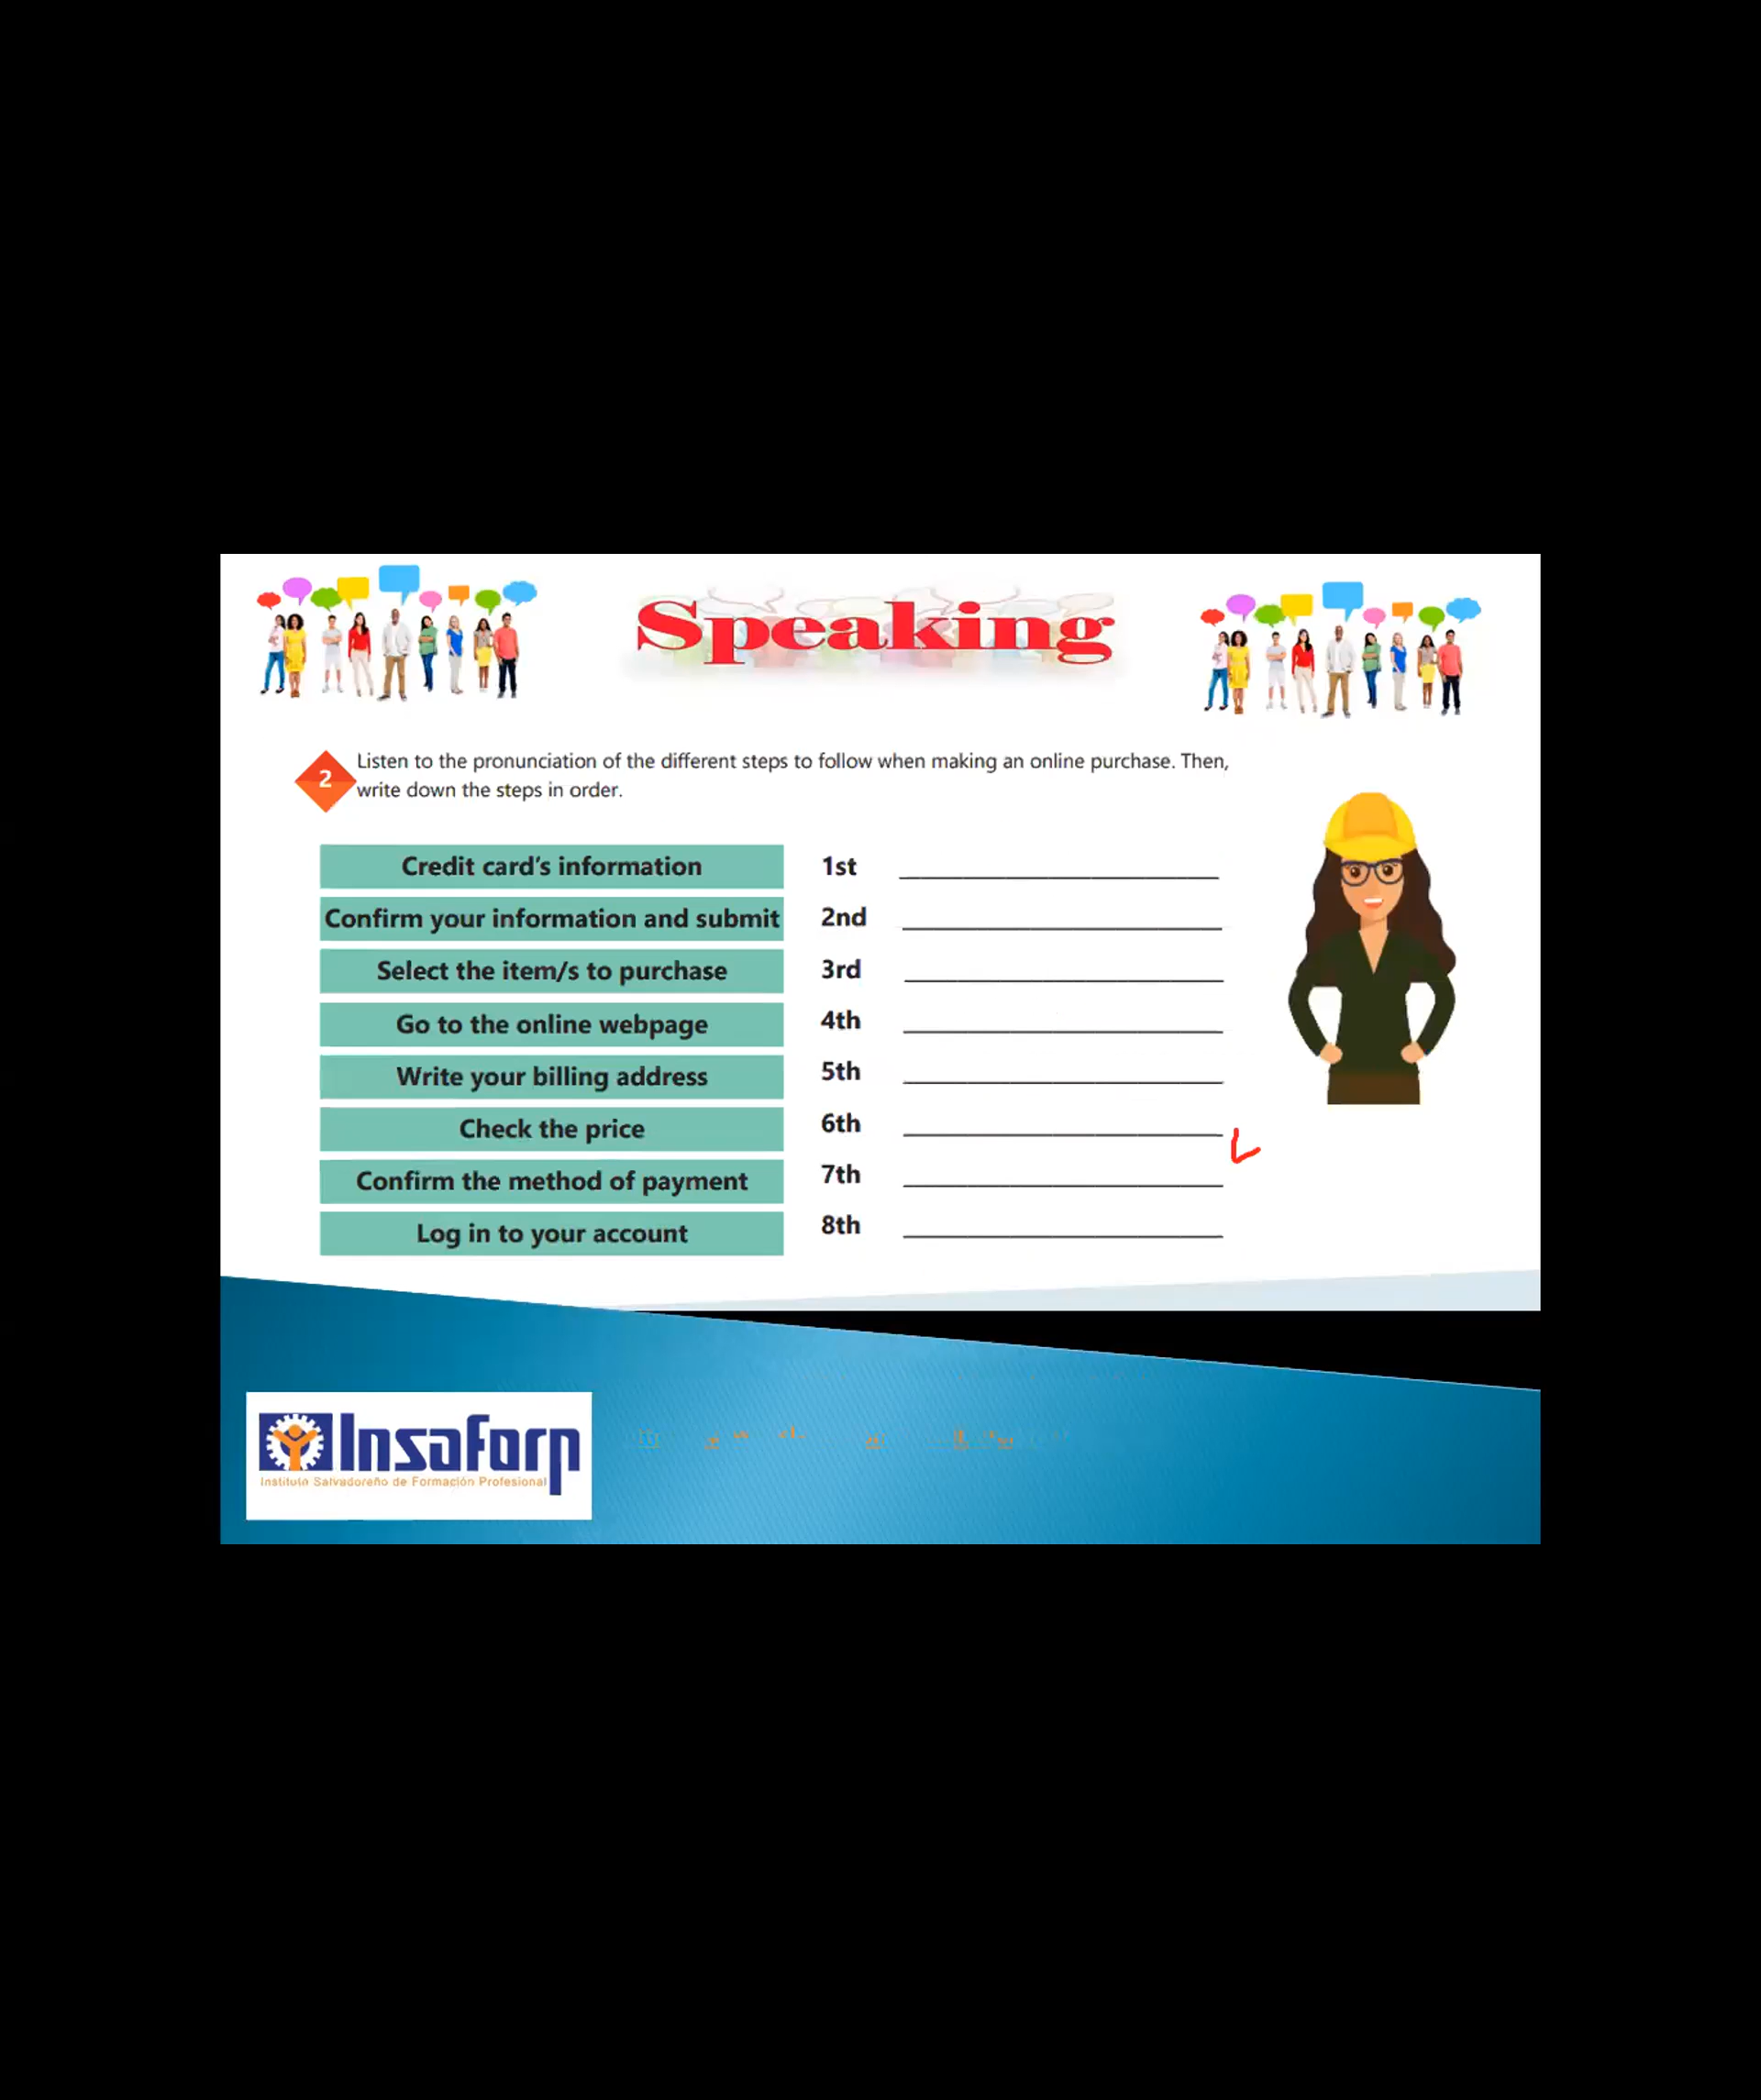 Speaking
2
Listen to the pronunciation of the different steps to follow when making an online purchase. Then,
write down the steps in order.
Credit card's information
1st
Confirm your information and submit
2nd
Select the item/s to purchase
3rd
Go to the online webpage
4th
Write your billing address
5th
Check the price
6th
Confirm the method of payment
7th
Log in to your account
8th
Insaforp
Instituto Salvadoreño de Formación Profesional